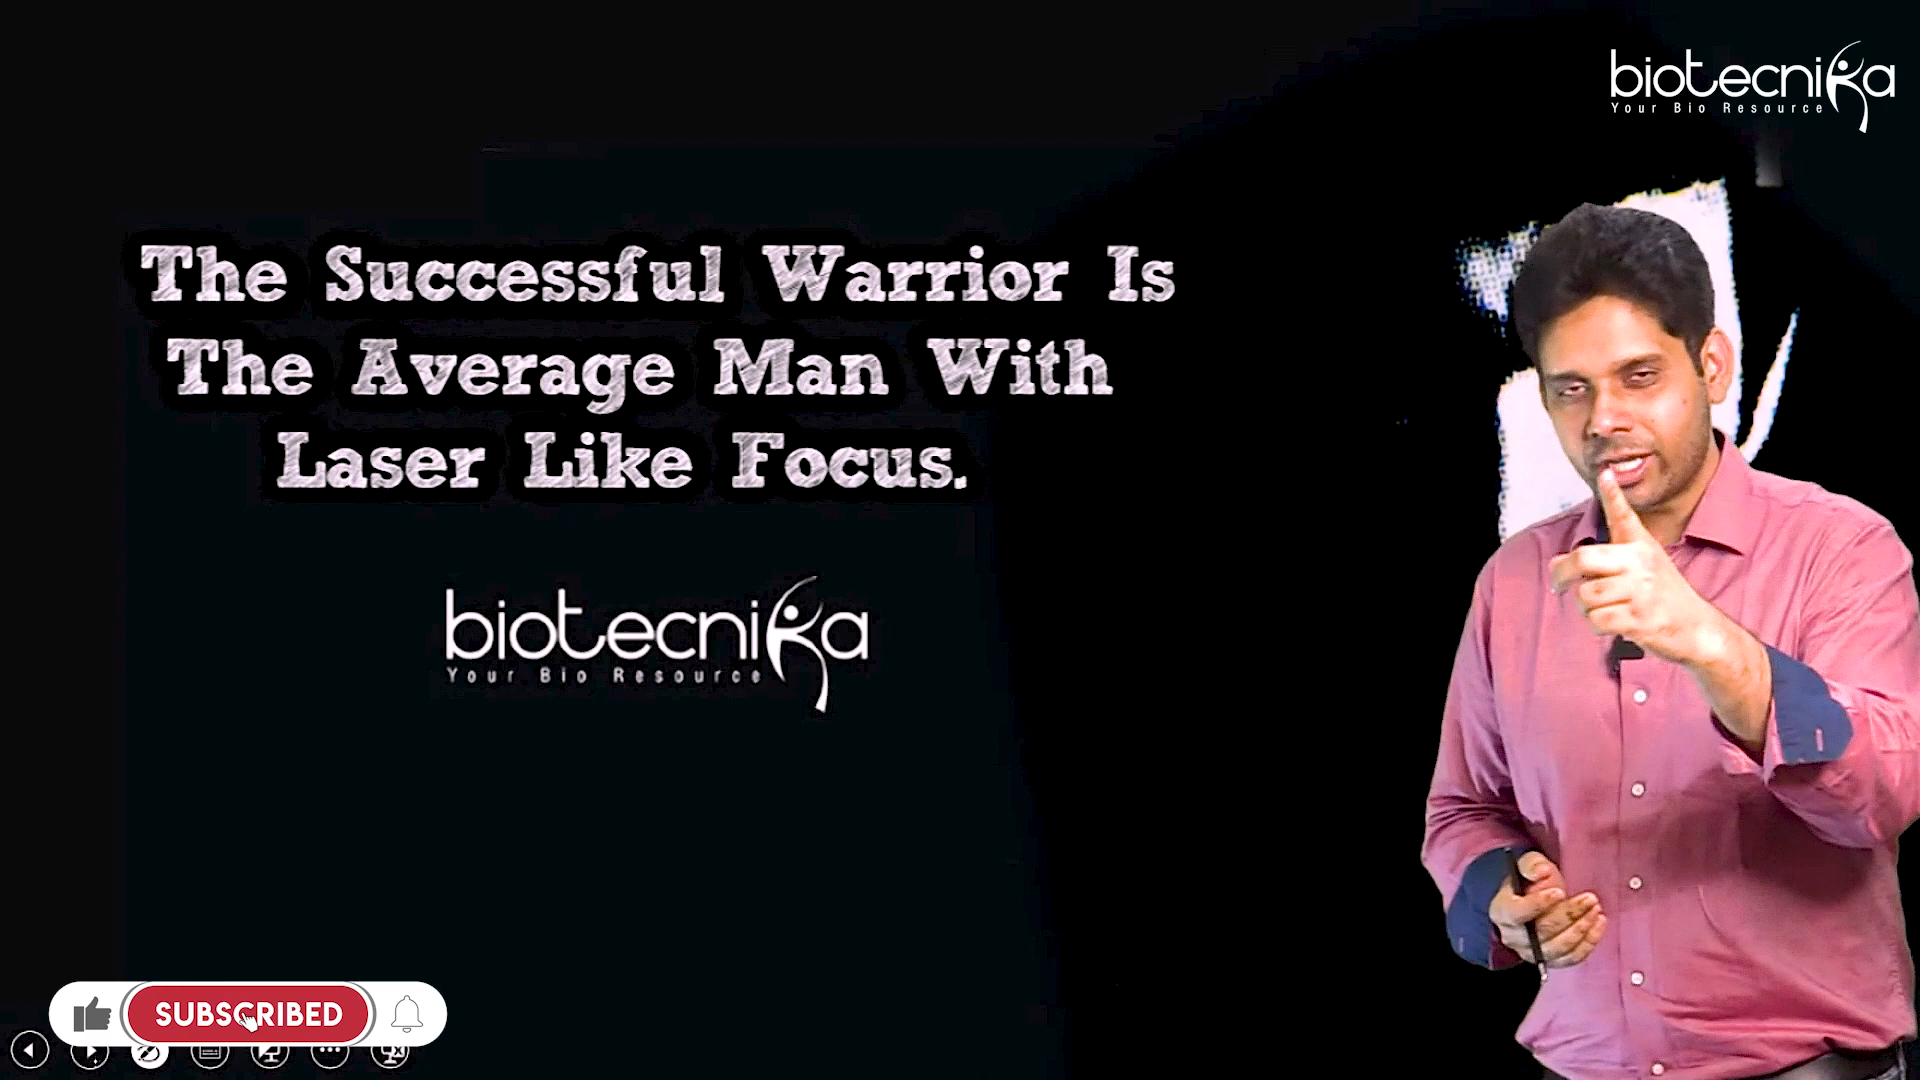 biotecnika
Your Bio Resource
The Successful Warrior Is
The Average Man With
Laser Like Focus.
biotecnika
Your Bio Resource
SUBSCRIBED